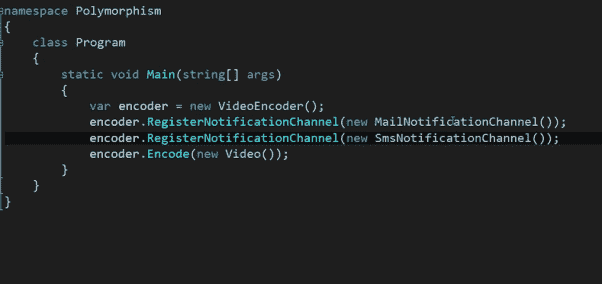 namespace Polymorphism
{
    class Program
    {
        static void Main(string[] args)
        {
            var encoder = new VideoEncoder();
            encoder.RegisterNotificationChannel(new MailNotificationChannel());
            encoder.RegisterNotificationChannel(new SmsNotificationChannel());
            encoder.Encode(new Video());
        }
    }
}